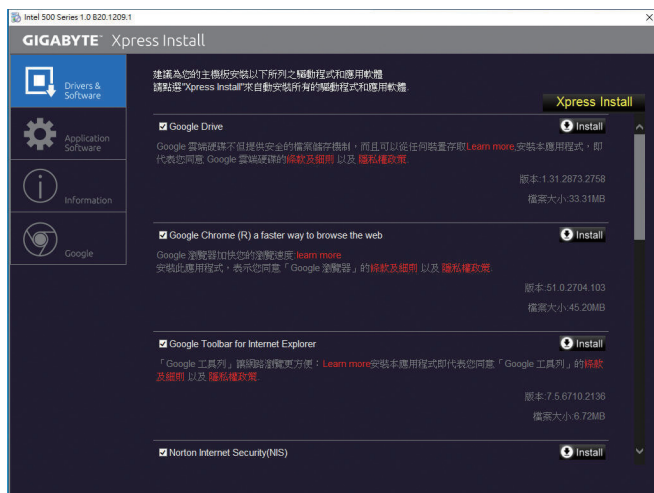 Intel 500 Series 1.0 B20.1209.1
GIGABYTE™ Xpress Install
Drivers &
Software
Application
Software
Information
Google
建議為您的主機板安裝以下所列之驅動程式和應用軟體
請點選"Xpress Install"來自動安裝所有的驅動程式和應用軟體.
Xpress Install
Google Drive
Install
Google 雲端硬碟不但提供安全的檔案儲存機制，而且可以從任何裝置存取Learn more,安裝本應用程式，即
代表您同意 Google 雲端硬碟的條款及細則 以及 隱私權政策.
版本:1.31.2873.2758
檔案大小:33.31MB
Google Chrome (R) a faster way to browse the web
Install
Google 瀏覽器加快您的瀏覽速度.learn more
安裝此應用程式，表示您同意「Google 瀏覽器」的條款及細則 以及 隱私權政策.
版本:51.0.2704.103
檔案大小:45.20MB
Google Toolbar for Internet Explorer
Install
「Google 工具列」讓網路瀏覽更方便：Learn more安裝本應用程式即代表您同意「Google 工具列」的條款
及細則 以及 隱私權政策.
版本:7.5.6710.2136
檔案大小:6.72MB
Norton Internet Security(NIS)
Install